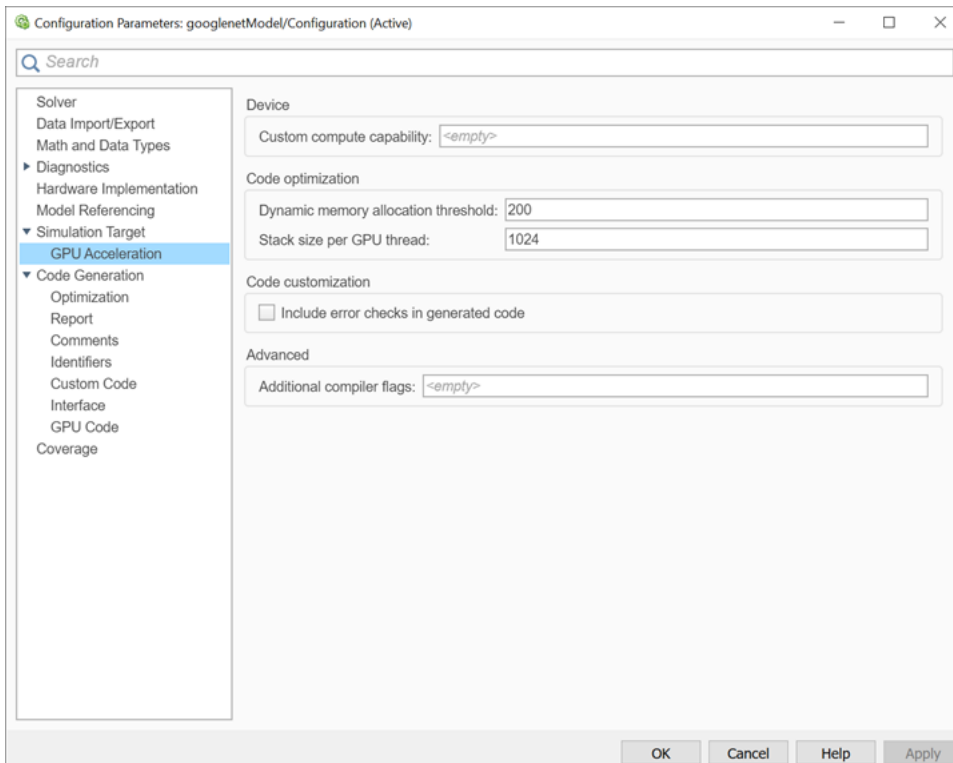 Configuration Parameters: googlenetModel/Configuration (Active)
Search
Solver
Data Import/Export
Math and Data Types
Diagnostics
Hardware Implementation
Model Referencing
Simulation Target
GPU Acceleration
Code Generation
Optimization
Report
Comments
Identifiers
Custom Code
Interface
GPU Code
Coverage
Device
Custom compute capability: <empty>
Code optimization
Dynamic memory allocation threshold: 200
Stack size per GPU thread: 1024
Code customization
Include error checks in generated code
Advanced
Additional compiler flags: <empty>
OK Cancel Help Apply